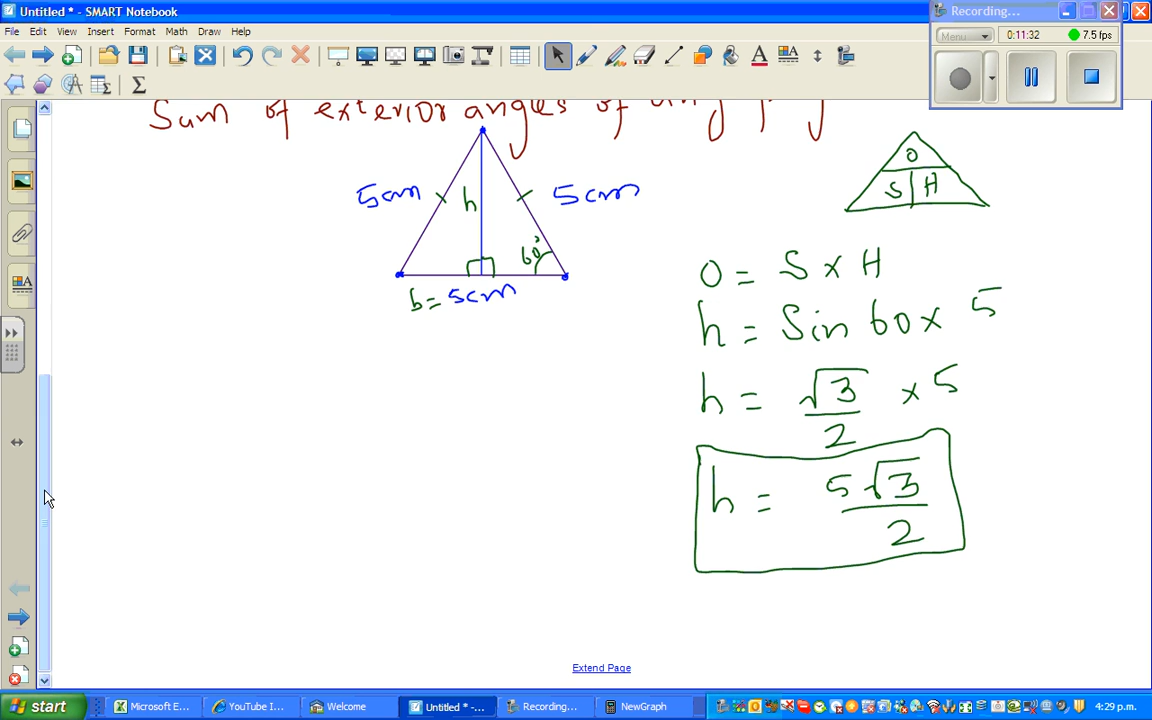 Untitled * - SMART Notebook
Recording...
File Edit View Insert Format Math Draw Help
Menu
0:11:32
7.5 fps
Sum of exterior angles of any
O
S H
5cm
h
5cm
60°
b = 5cm
O = S x H
h = Sin 60 x 5
h = √3/2 x 5
h = 5√3/2
Extend Page
start
Microsoft E...
YouTube I...
Welcome
Untitled * -...
Recording...
NewGraph
4:29 p.m.